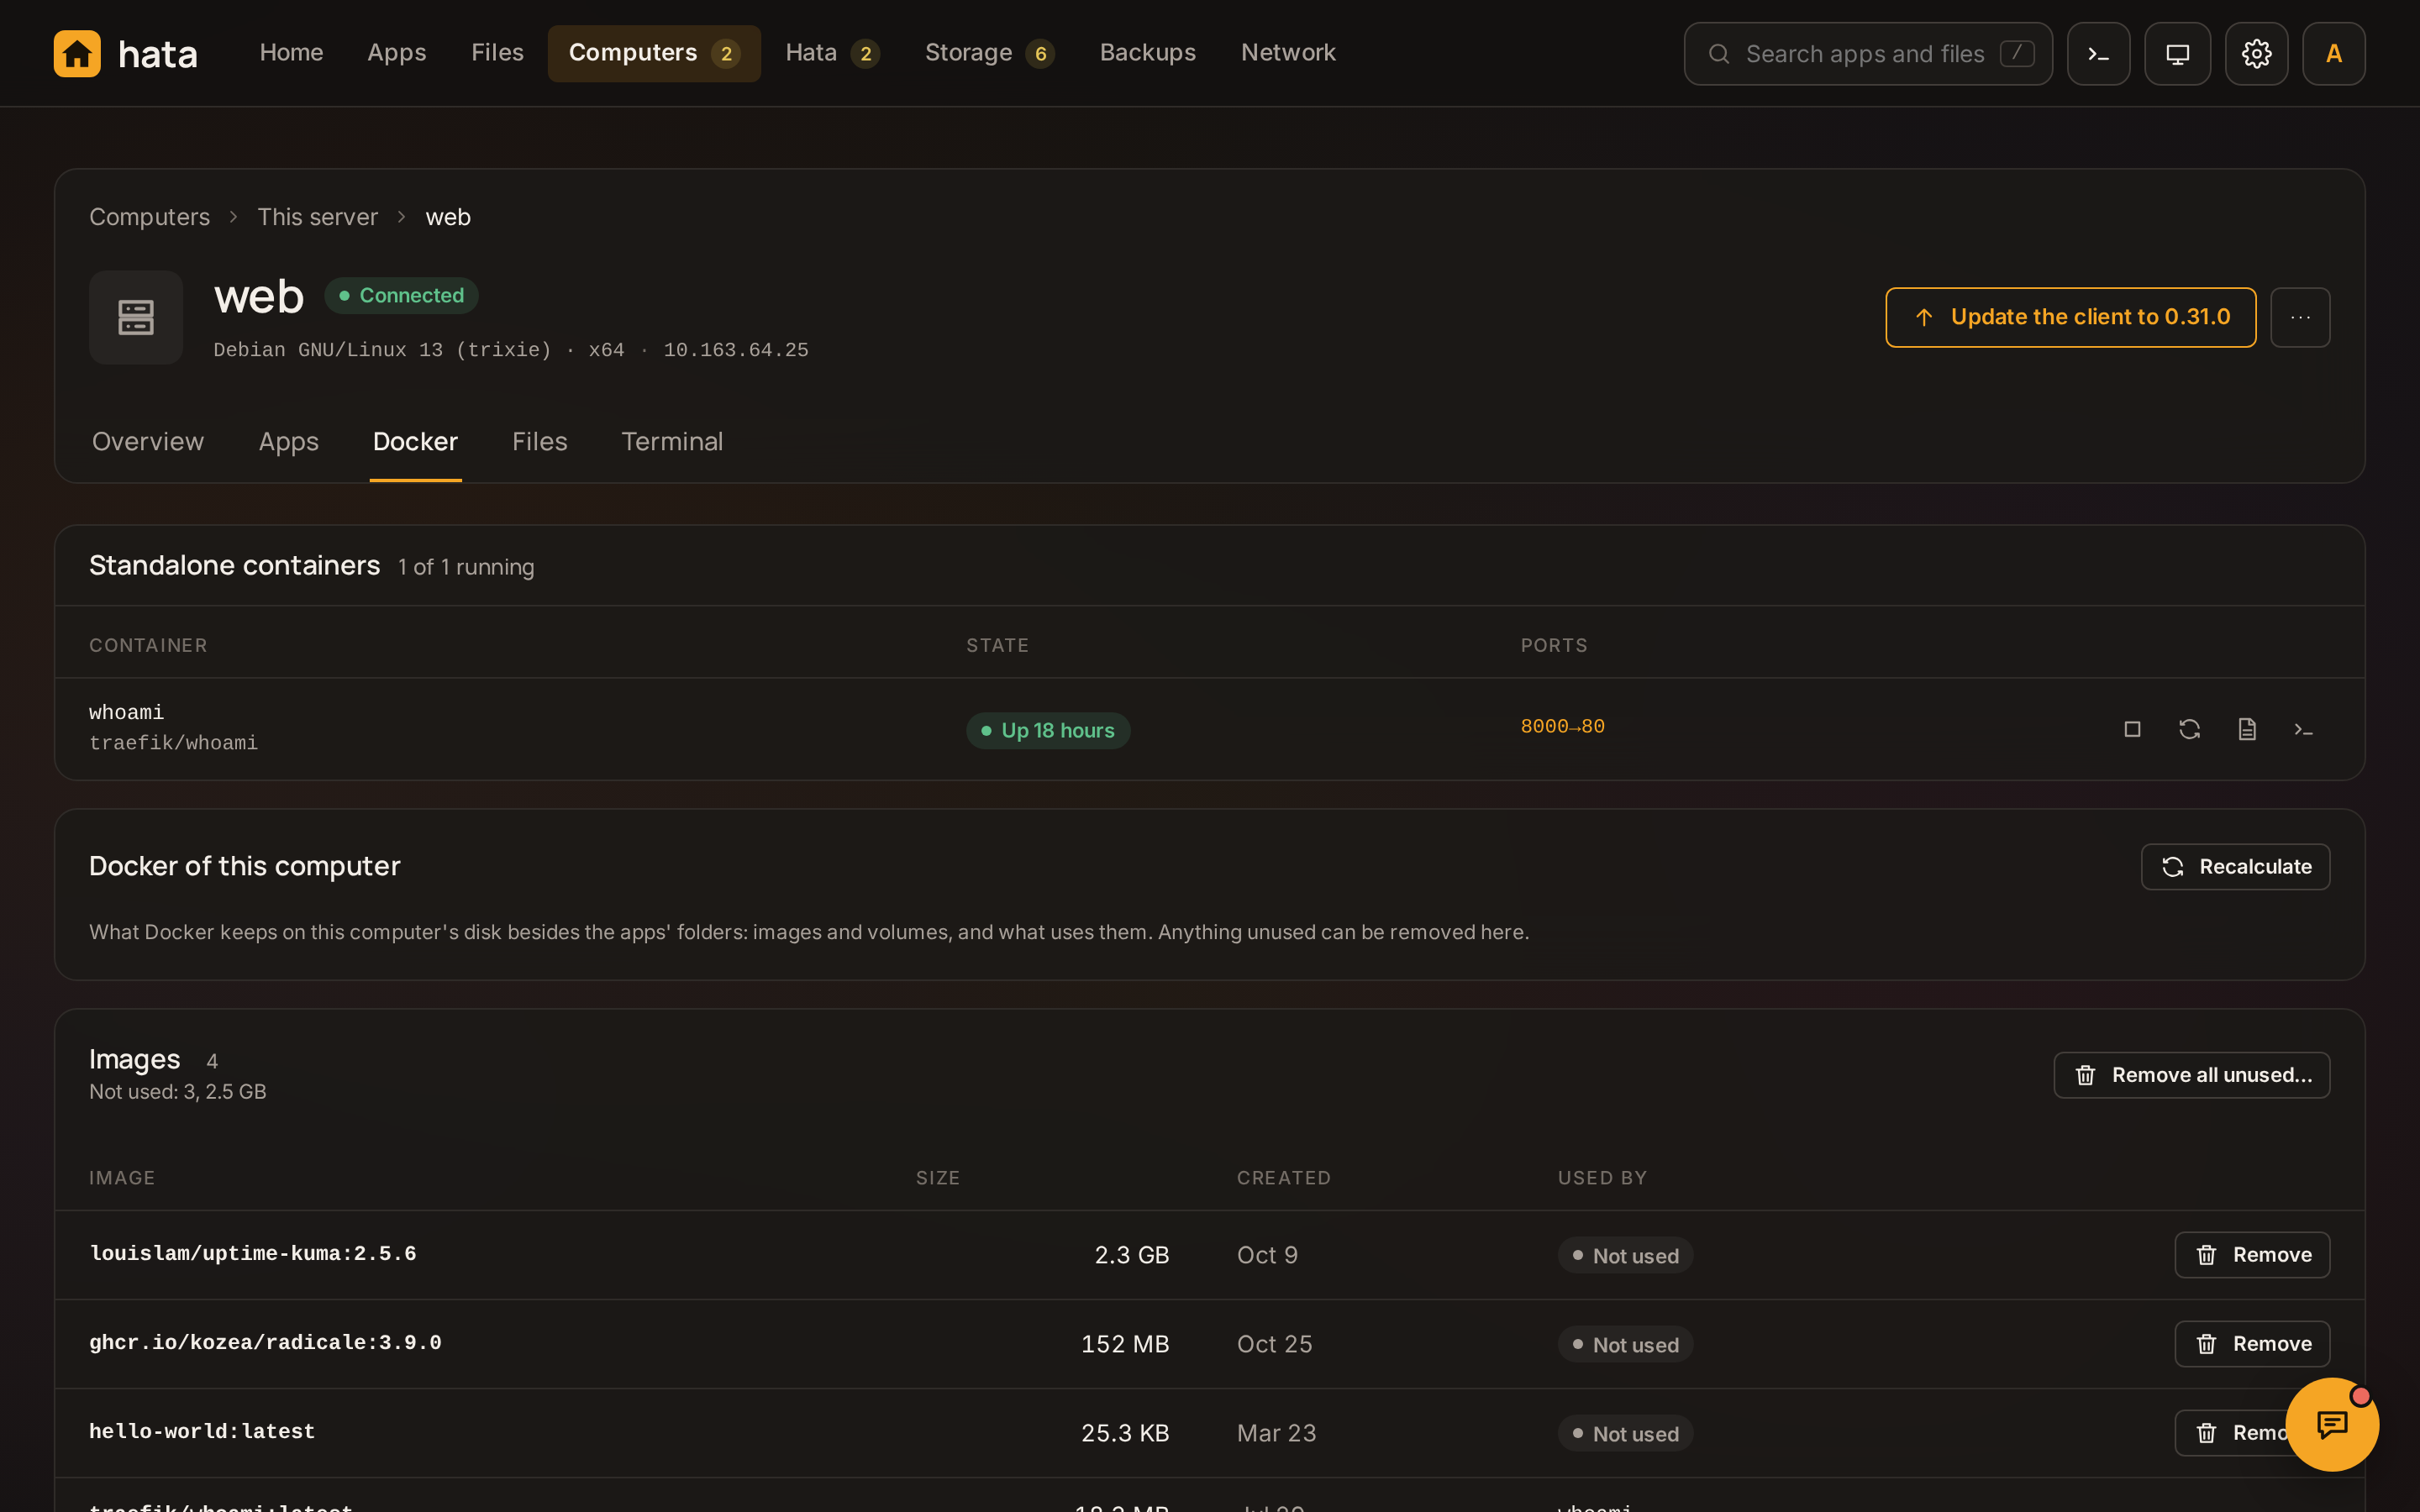 hata Home Apps Files Computers 2 Hata 2 Storage 6 Backups Network Search apps and files / A
Computers > This server > web
web Connected
Debian GNU/Linux 13 (trixie) · x64 · 10.163.64.25
Update the client to 0.31.0 ...
Overview Apps Docker Files Terminal
Standalone containers 1 of 1 running
CONTAINER STATE PORTS
whoami
traefik/whoami
Up 18 hours 8000→80
Docker of this computer Recalculate
What Docker keeps on this computer's disk besides the apps' folders: images and volumes, and what uses them. Anything unused can be removed here.
Images 4
Not used: 3, 2.5 GB
Remove all unused...
IMAGE SIZE CREATED USED BY
louislam/uptime-kuma:2.5.6 2.3 GB Oct 9 Not used Remove
ghcr.io/kozea/radicale:3.9.0 152 MB Oct 25 Not used Remove
hello-world:latest 25.3 KB Mar 23 Not used Remo
traefik/whoami:latest whoami